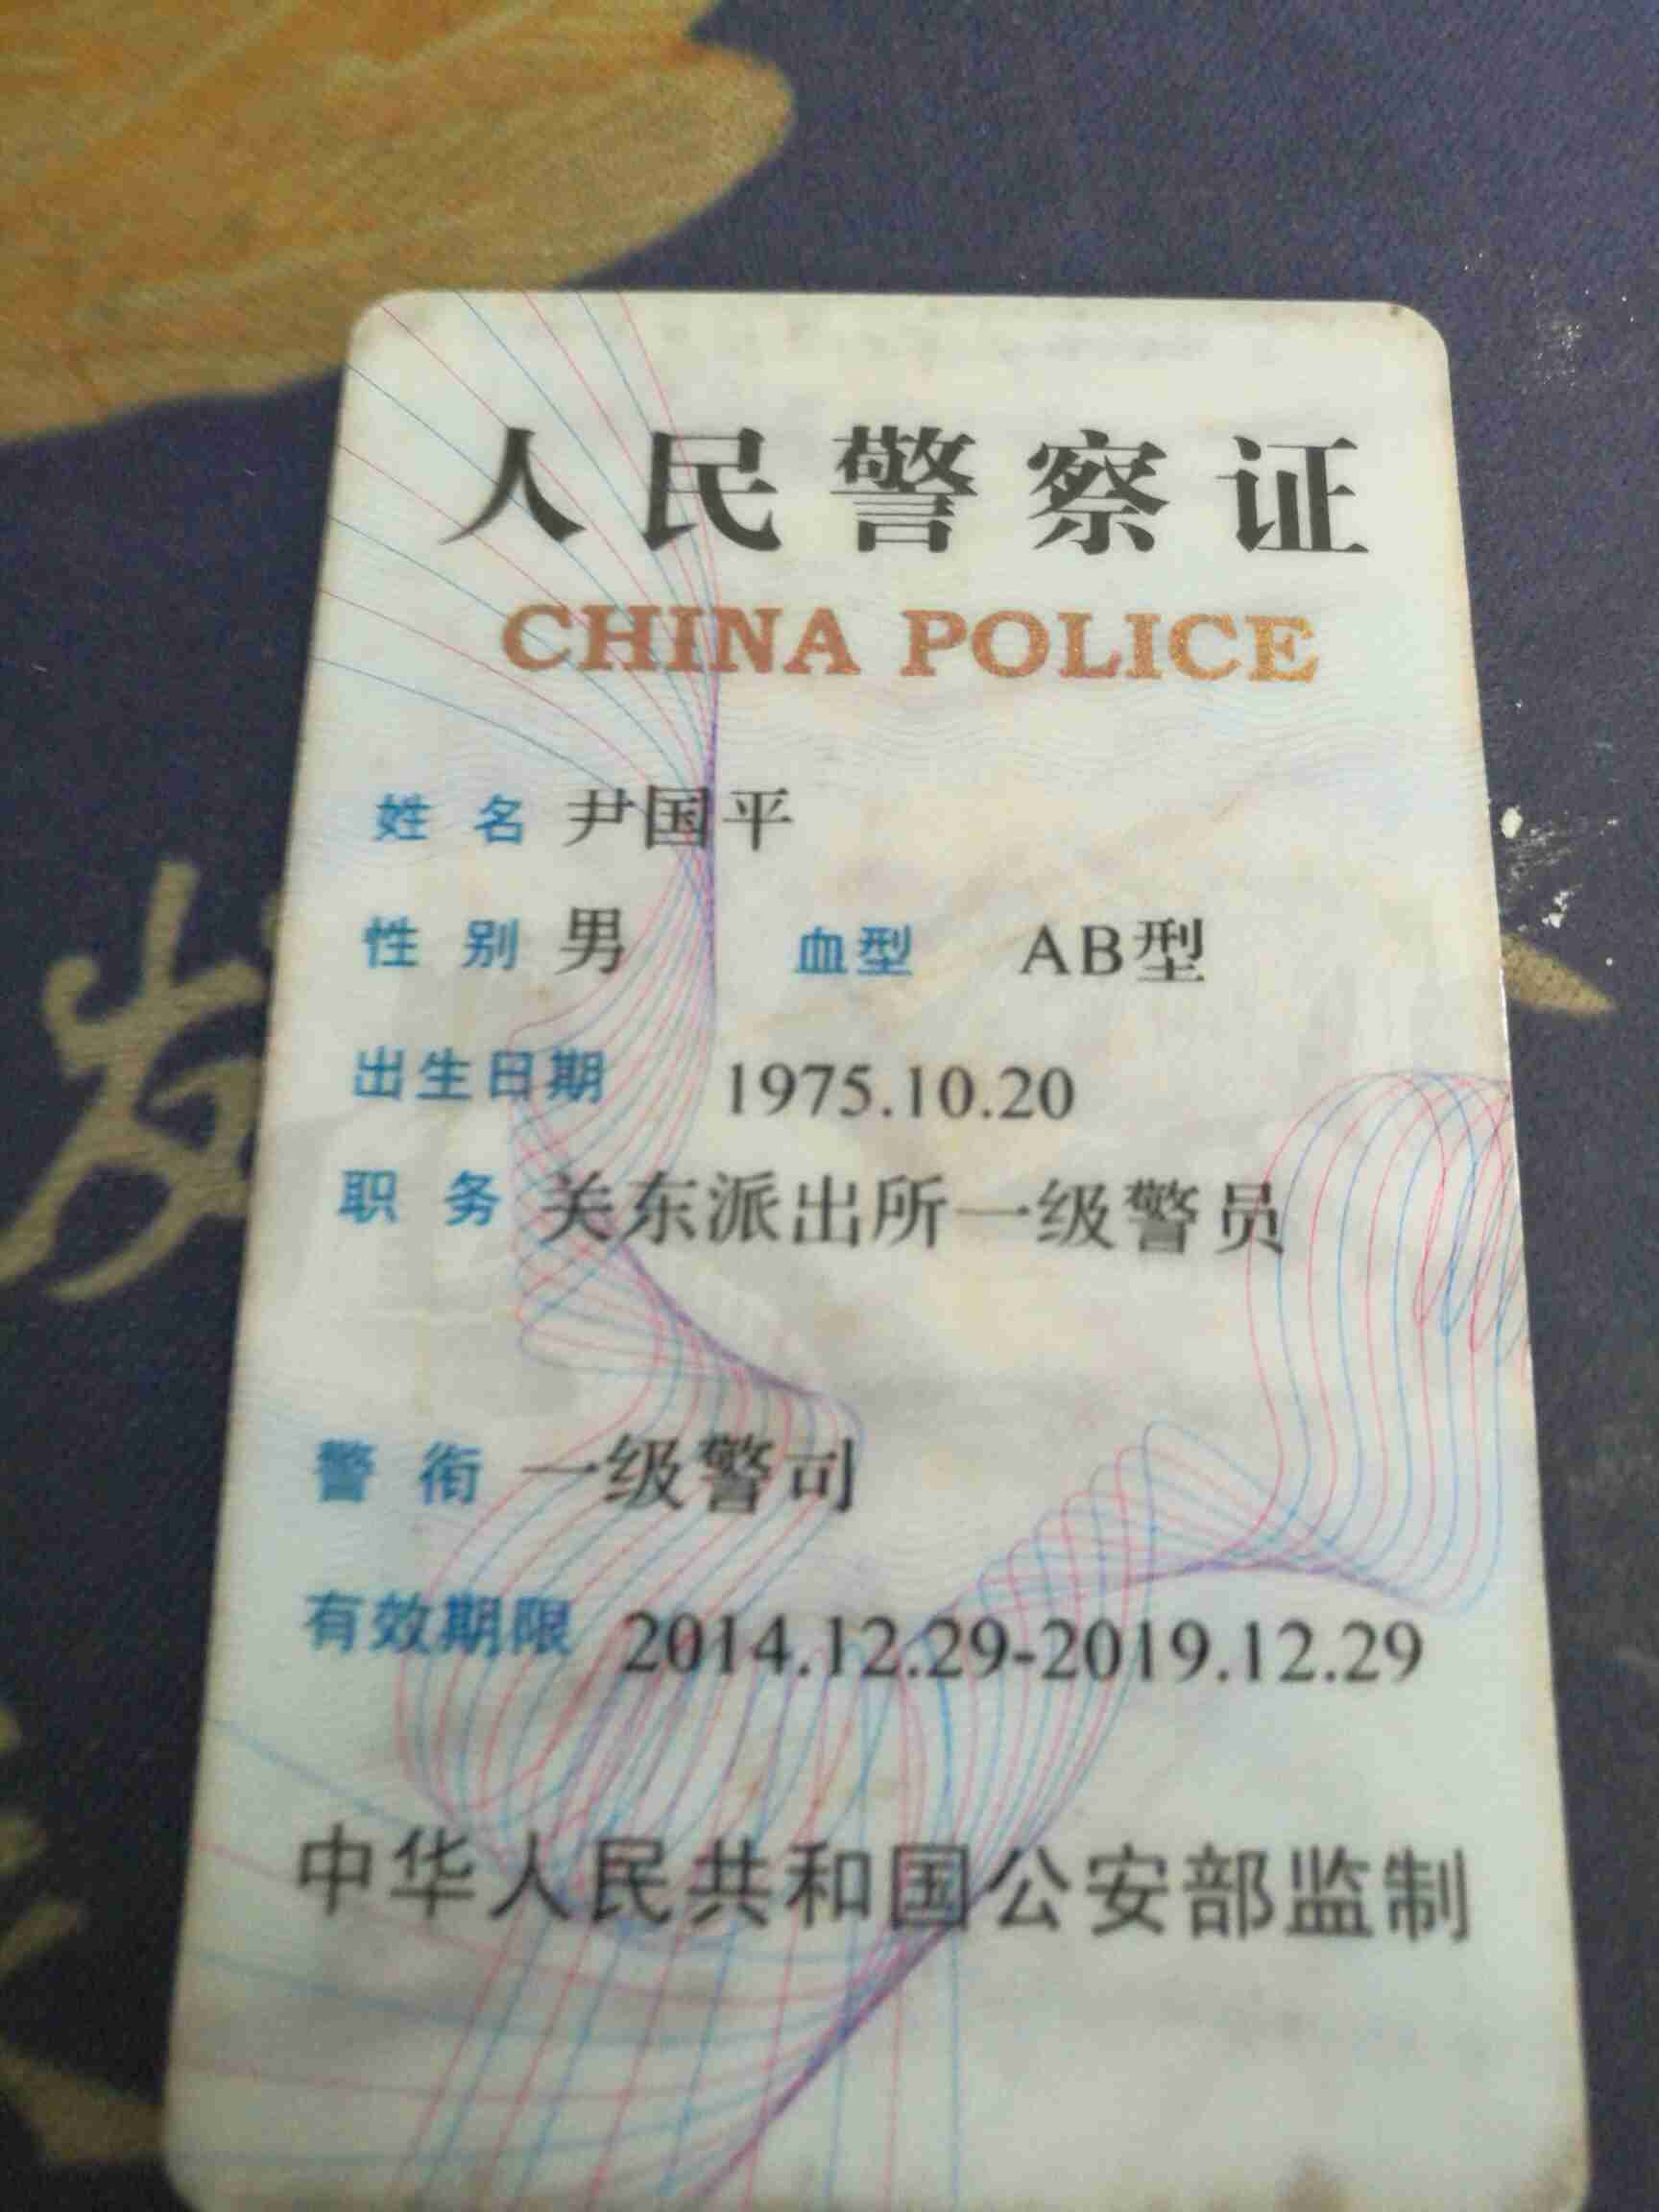 人民警察证
CHINA POLICE
姓 名 尹国平
性 别 男 血型 AB型
出生日期 1975.10.20
职 务 关东派出所一级警员
警 衔 一级警司
有效期限 2014.12.29-2019.12.29
中华人民共和国公安部监制